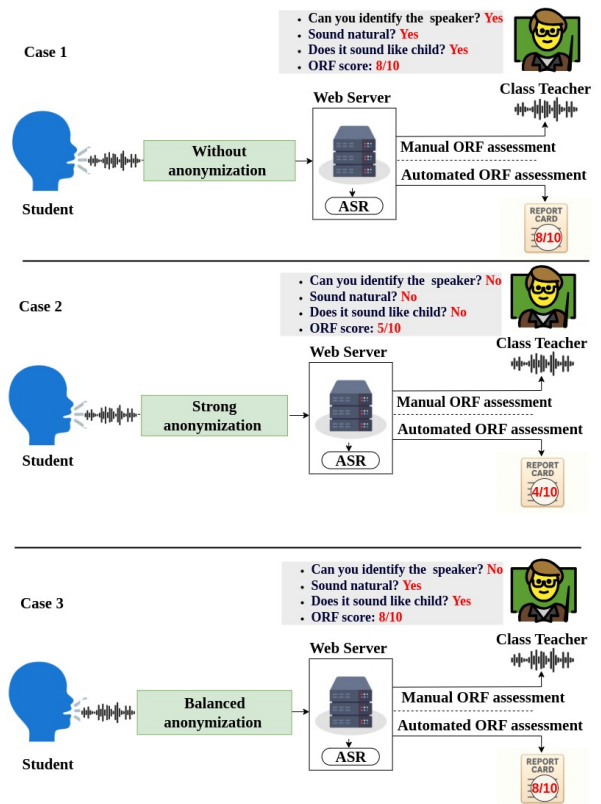 Case 1
• Can you identify the speaker? Yes
• Sound natural? Yes
• Does it sound like child? Yes
• ORF score: 8/10
Class Teacher
Web Server
Without
anonymization
Manual ORF assessment
Automated ORF assessment
ASR
Student
REPORT
CARD
8/10
Case 2
• Can you identify the speaker? No
• Sound natural? No
• Does it sound like child? No
• ORF score: 5/10
Class Teacher
Web Server
Strong
anonymization
Manual ORF assessment
Automated ORF assessment
ASR
Student
REPORT
CARD
4/10
Case 3
• Can you identify the speaker? No
• Sound natural? Yes
• Does it sound like child? Yes
• ORF score: 8/10
Class Teacher
Web Server
Balanced
anonymization
Manual ORF assessment
Automated ORF assessment
ASR
Student
REPORT
CARD
8/10